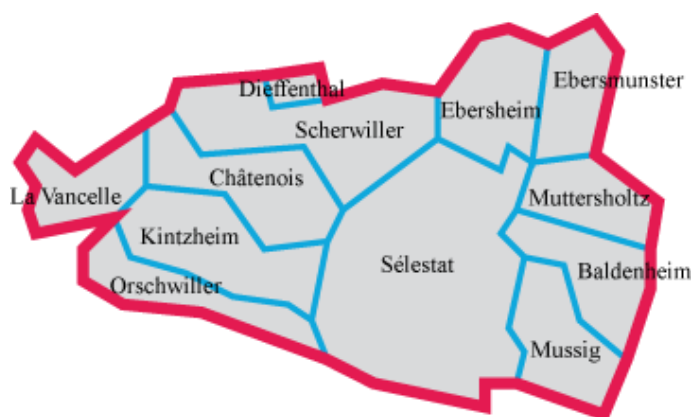 Dieffenthal
Ebersmunster
Ebersheim
Scherwiller
Châtenois
La Vancelle
Muttersholtz
Kintzheim
Sélestat
Baldenheim
Orschwiller
Mussig